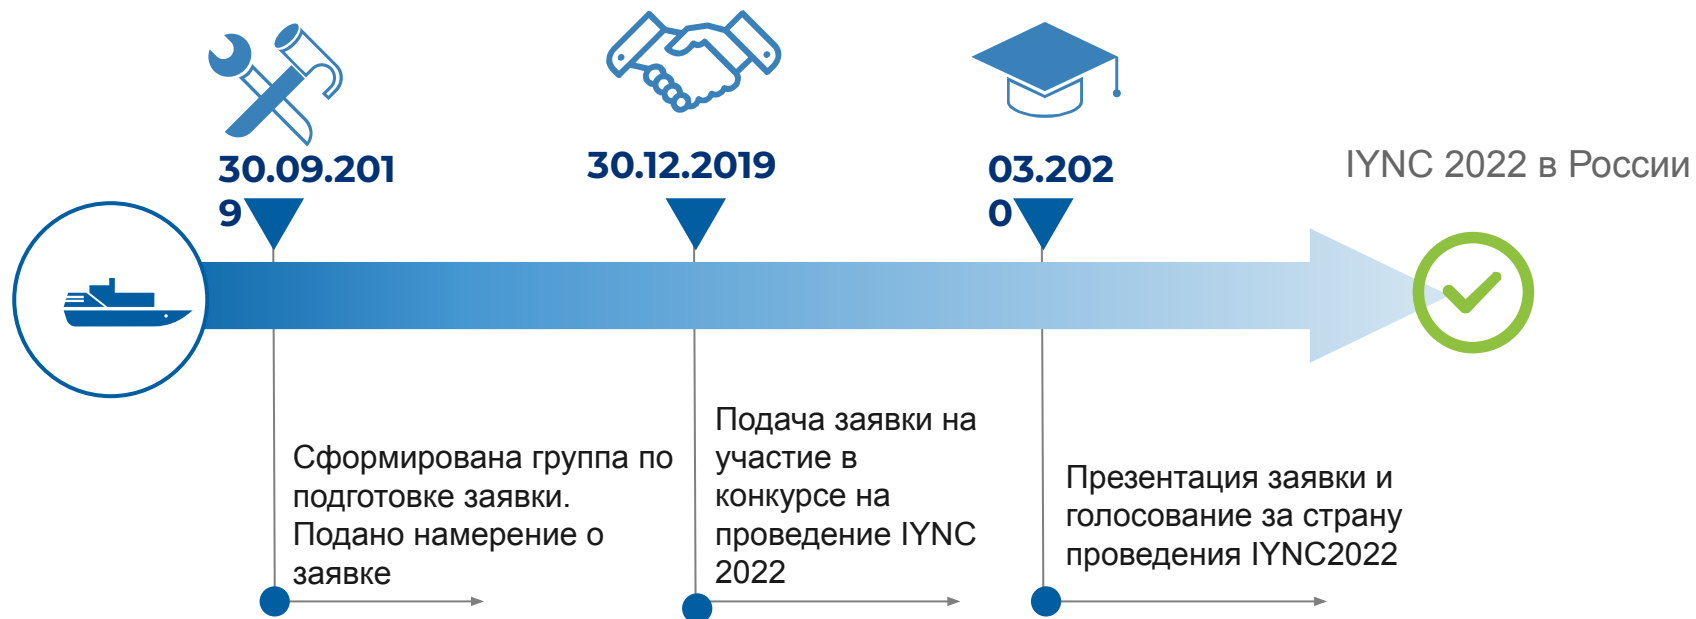 30.09.201
9
30.12.2019
03.202
0
IYNC 2022 в России
Сформирована группа по
подготовке заявки.
Подано намерение о
заявке
Подача заявки на
участие в
конкурсе на
проведение IYNC
2022
Презентация заявки и
голосование за страну
проведения IYNC2022